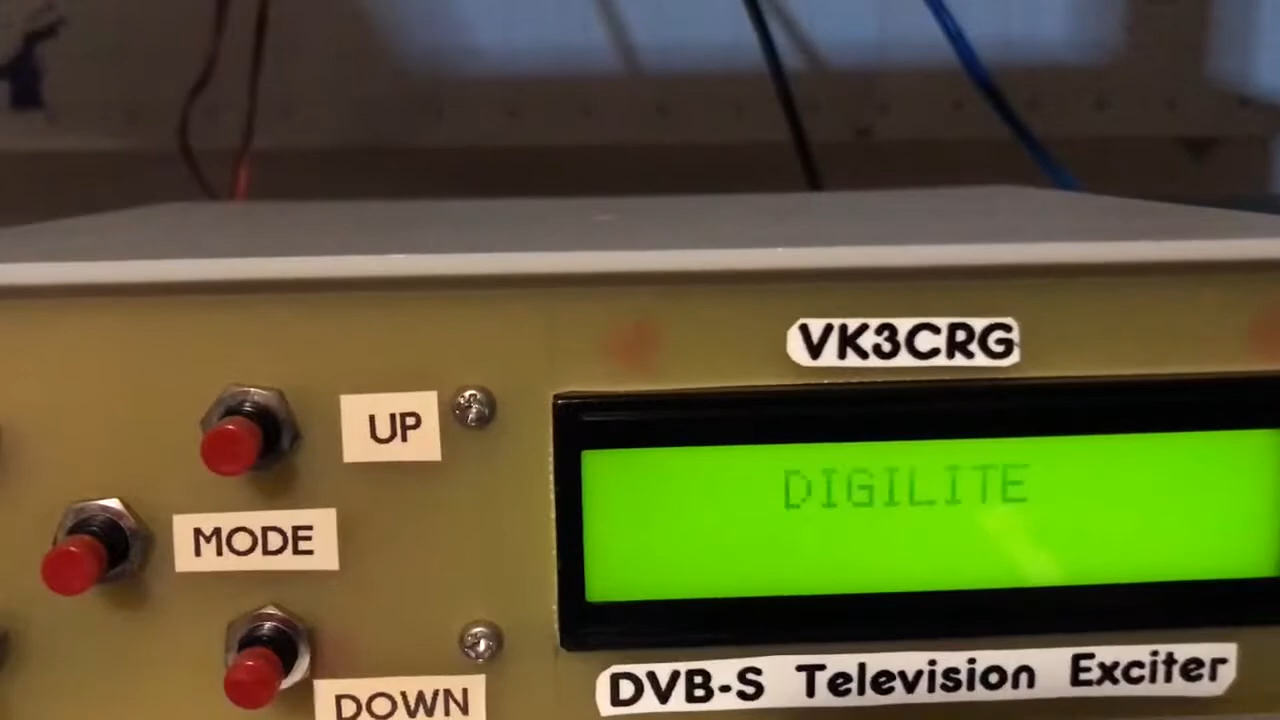 VK3CRG
UP
DIGILITE
MODE
DOWN
DVB-S Television Exciter